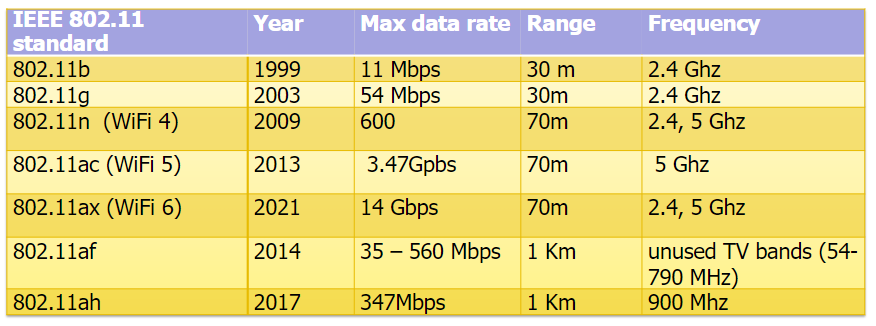 IEEE 802.11 standard Year Max data rate Range Frequency
802.11b 1999 11 Mbps 30 m 2.4 Ghz
802.11g 2003 54 Mbps 30m 2.4 Ghz
802.11n (WiFi 4) 2009 600 70m 2.4, 5 Ghz
802.11ac (WiFi 5) 2013 3.47Gpbs 70m 5 Ghz
802.11ax (WiFi 6) 2021 14 Gbps 70m 2.4, 5 Ghz
802.11af 2014 35 – 560 Mbps 1 Km unused TV bands (54-
790 MHz)
802.11ah 2017 347Mbps 1 Km 900 Mhz